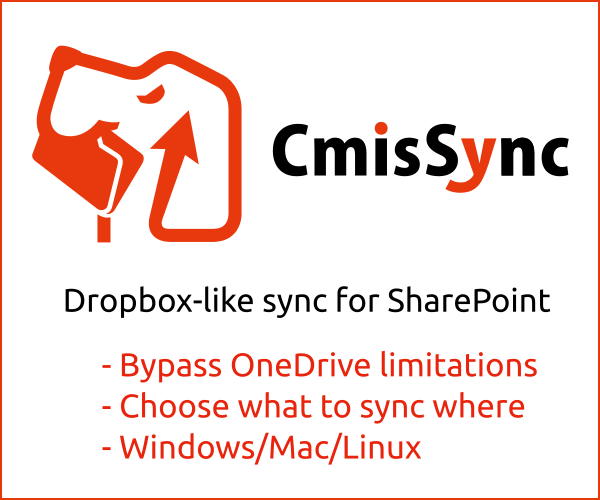 CmisSync
Dropbox-like sync for SharePoint
- Bypass OneDrive limitations
- Choose what to sync where
- Windows/Mac/Linux